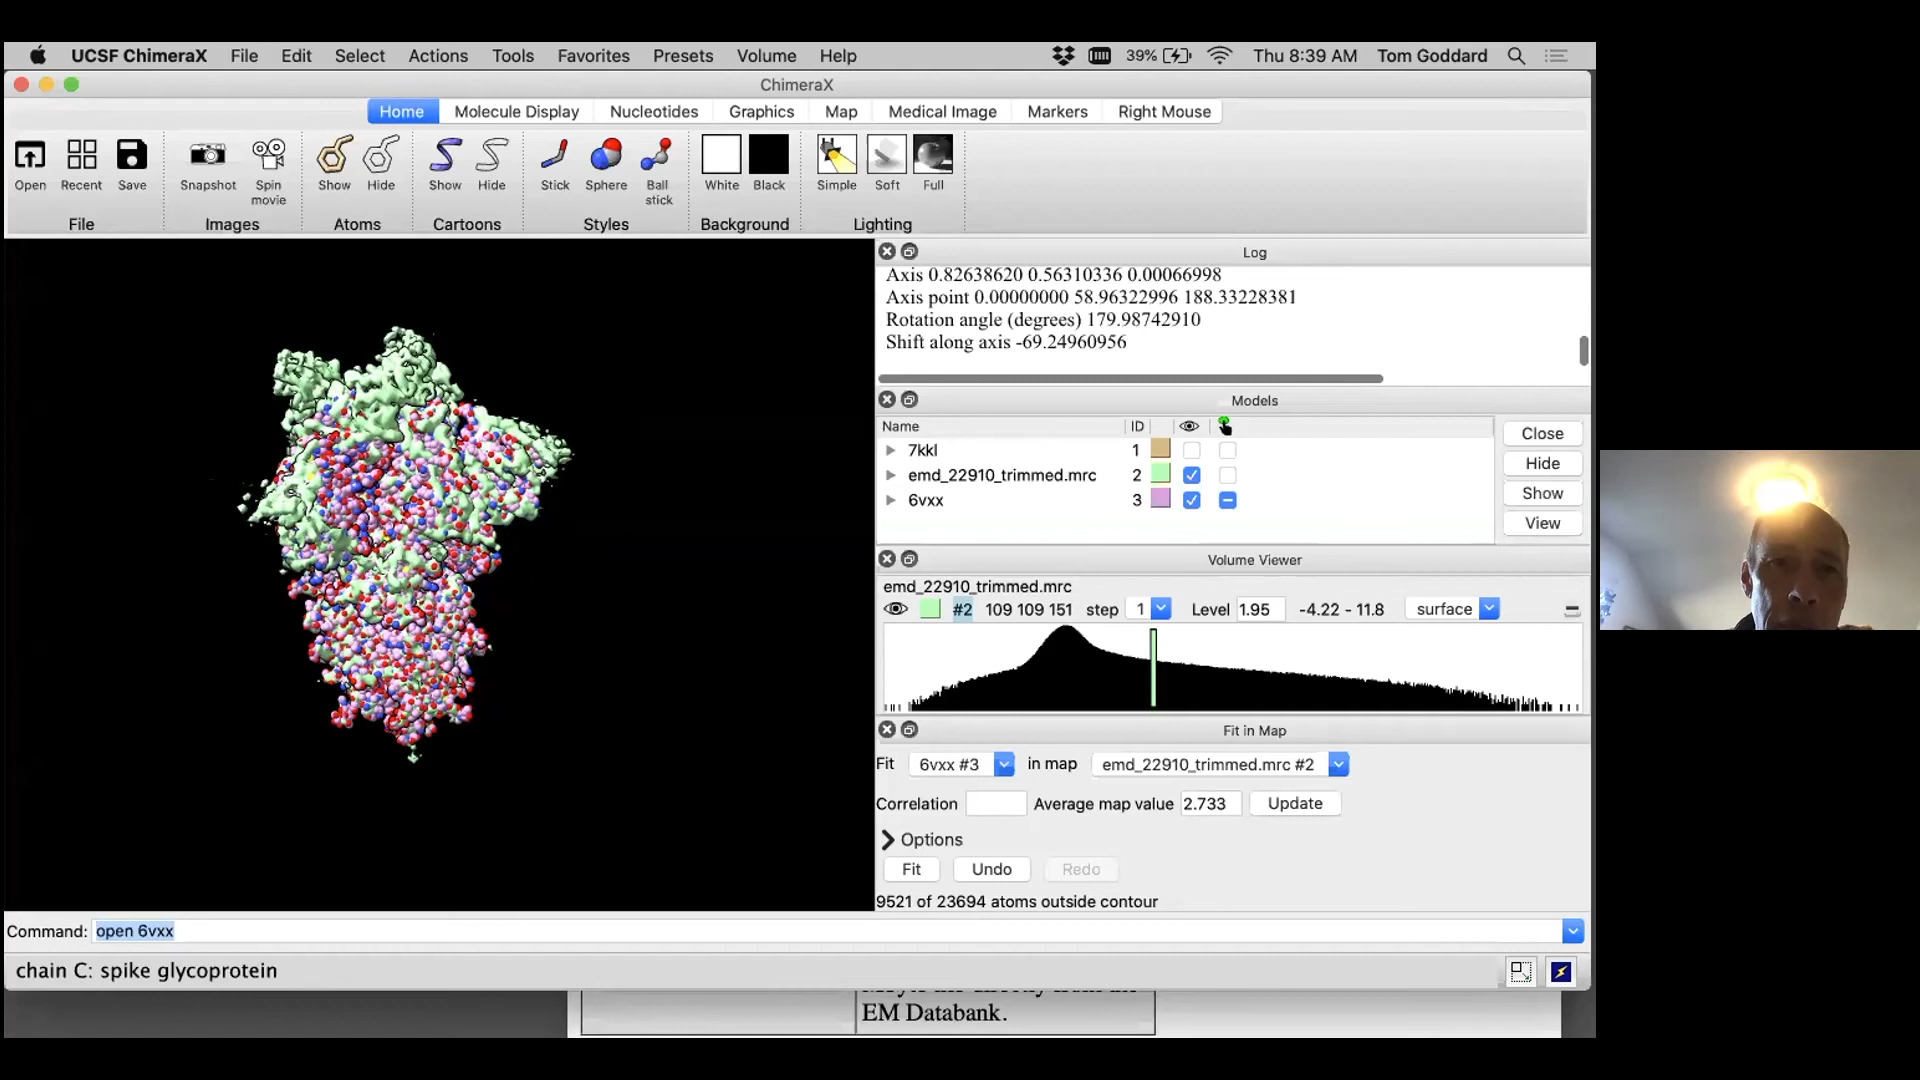 UCSF ChimeraX File Edit Select Actions Tools Favorites Presets Volume Help 39% Thu 8:39 AM Tom Goddard
ChimeraX
Home Molecule Display Nucleotides Graphics Map Medical Image Markers Right Mouse
Open Recent Save Snapshot Spin movie Show Hide Show Hide Stick Sphere Ball stick White Black Simple Soft Full
File Images Atoms Cartoons Styles Background Lighting
Log
Axis 0.82638620 0.56310336 0.00066998
Axis point 0.00000000 58.96322996 188.33228381
Rotation angle (degrees) 179.98742910
Shift along axis -69.24960956
Models
Name ID
7kkl 1
emd_22910_trimmed.mrc 2
6vxx 3
Close
Hide
Show
View
Volume Viewer
emd_22910_trimmed.mrc
#2 109 109 151 step 1 Level 1.95 -4.22 - 11.8 surface
Fit in Map
Fit 6vxx #3 in map emd_22910_trimmed.mrc #2
Correlation Average map value 2.733 Update
Options
Fit Undo Redo
9521 of 23694 atoms outside contour
Command: open 6vxx
chain C: spike glycoprotein
EM Databank.